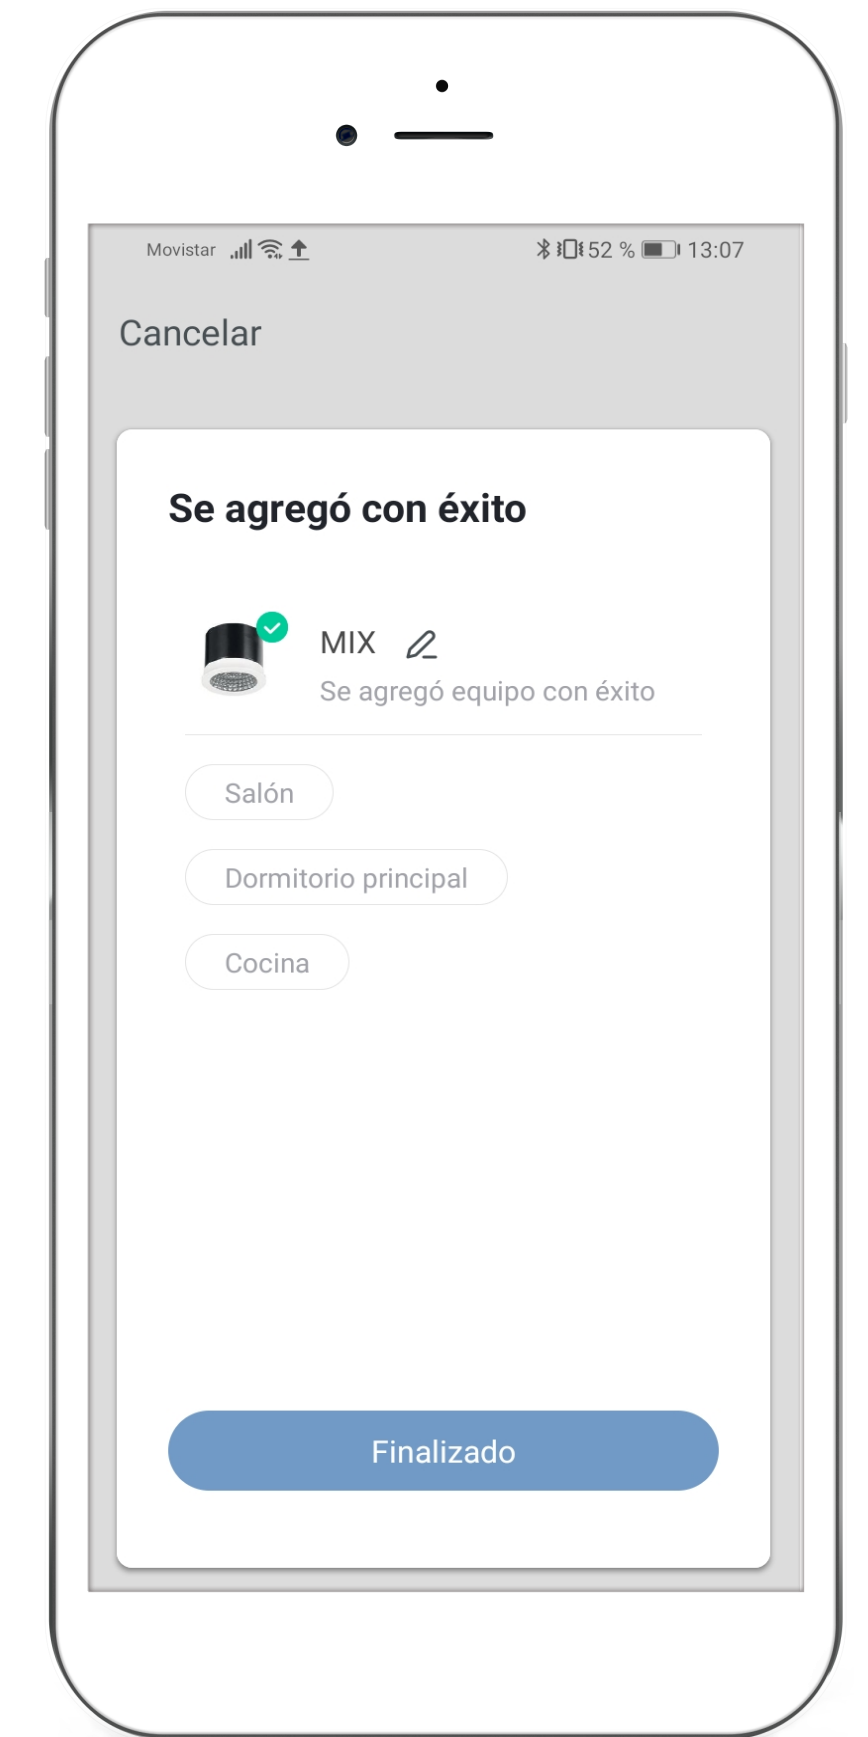 Movistar 52 % 13:07
Cancelar
Se agregó con éxito
MIX
Se agregó equipo con éxito
Salón
Dormitorio principal
Cocina
Finalizado